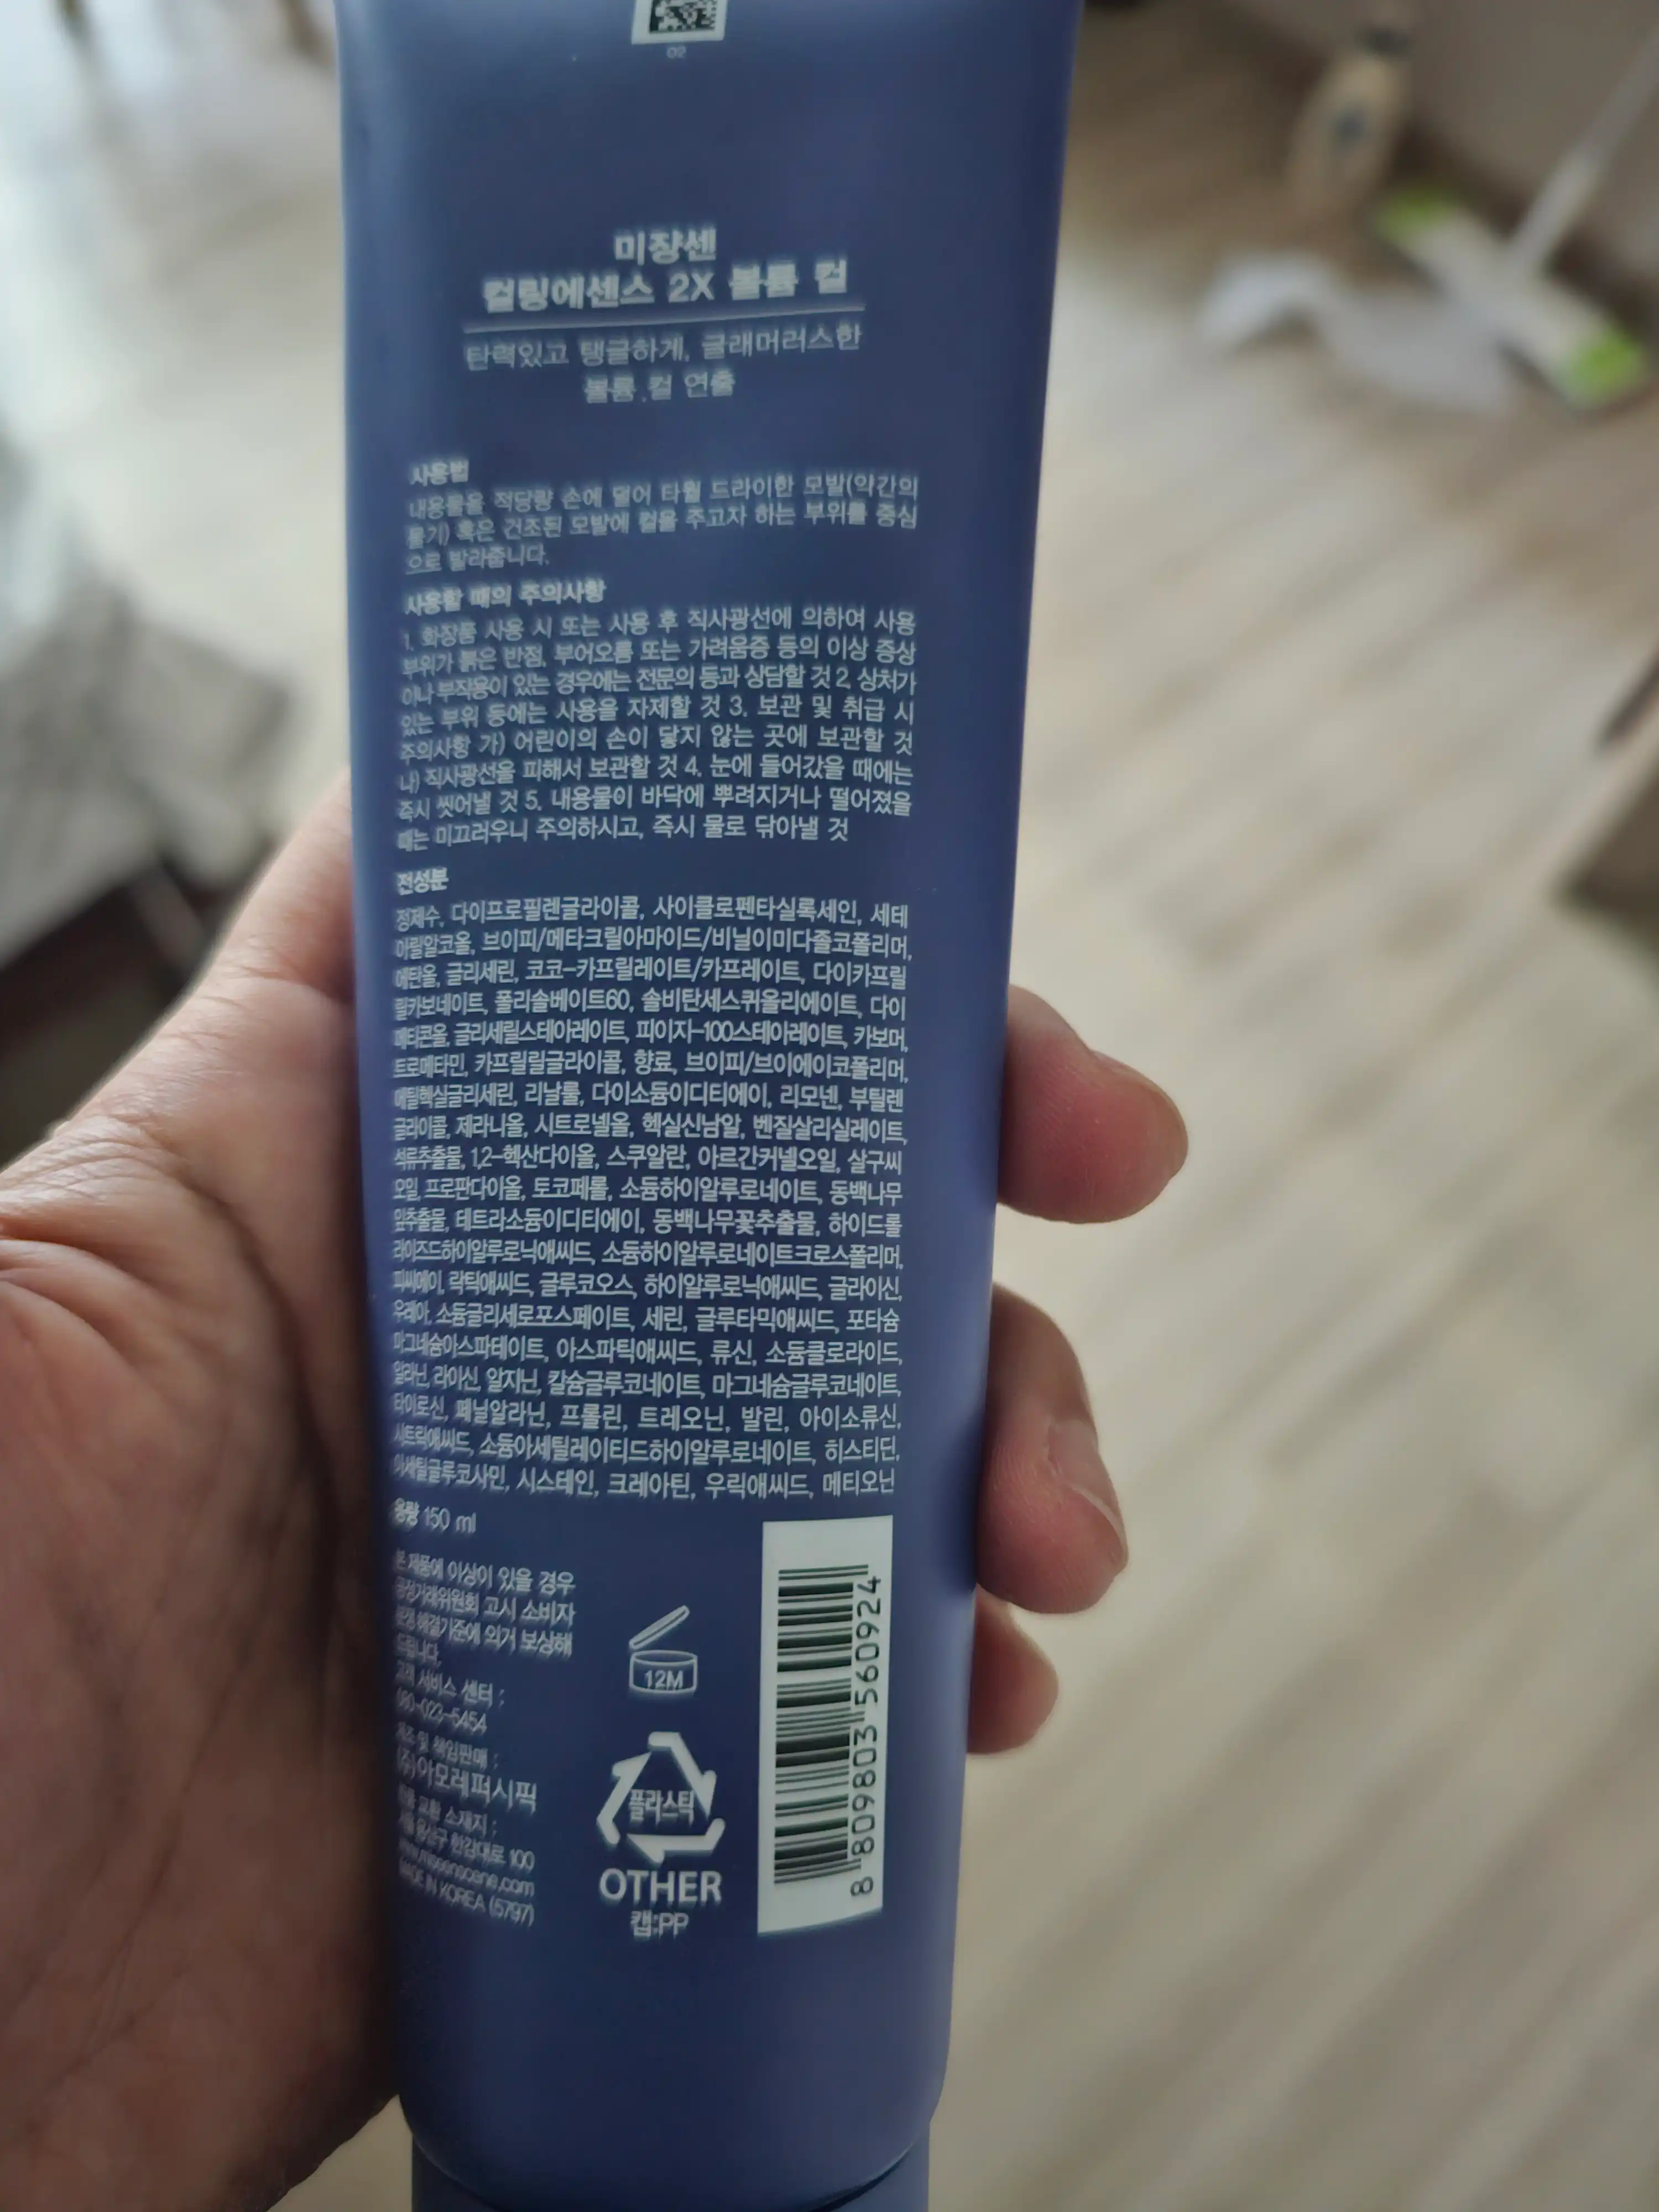 02
미쟝센
컬링에센스 2X 볼륨 컬
탄력있고 탱글하게, 글래머러스한
볼륨 컬 연출
사용법
내용물을 적당량 손에 덜어 타월 드라이한 모발(약간의
물기) 혹은 건조된 모발에 컬을 주고자 하는 부위를 중심
으로 발라줍니다.
사용할 때의 주의사항
1. 화장품 사용 시 또는 사용 후 직사광선에 의하여 사용
부위가 붉은 반점, 부어오름 또는 가려움증 등의 이상 증상
이나 부작용이 있는 경우에는 전문의 등과 상담할 것 2. 상처가
있는 부위 등에는 사용을 자제할 것 3. 보관 및 취급 시
주의사항 가) 어린이의 손이 닿지 않는 곳에 보관할 것
나) 직사광선을 피해서 보관할 것 4. 눈에 들어갔을 때에는
즉시 씻어낼 것 5. 내용물이 바닥에 뿌려지거나 떨어졌을
때는 미끄러우니 주의하시고, 즉시 물로 닦아낼 것
전성분
정제수, 다이프로필렌글라이콜, 사이클로펜타실록세인, 세테
아릴알코올, 브이피/메타크릴아마이드/비닐이미다졸코폴리머,
에탄올, 글리세린, 코코-카프릴레이트/카프레이트, 다이카프릴
릴카보네이트, 폴리솔베이트60, 솔비탄세스퀴올리에이트, 다이
메티콘올, 글리세릴스테아레이트, 피이지-100스테아레이트, 카보머,
트로메타민, 카프릴릴글라이콜, 향료, 브이피/브이에이코폴리머,
에틸헥실글리세린, 리날룰, 다이소듐이디티에이, 리모넨, 부틸렌
글라이콜, 제라니올, 시트로넬올, 헥실신남알, 벤질살리실레이트,
석류추출물, 1,2-헥산다이올, 스쿠알란, 아르간커넬오일, 살구씨
오일, 프로판다이올, 토코페롤, 소듐하이알루로네이트, 동백나무
잎추출물, 테트라소듐이디티에이, 동백나무꽃추출물, 하이드롤
라이즈드하이알루로닉애씨드, 소듐하이알루로네이트크로스폴리머,
피씨에이, 락틱애씨드, 글루코오스, 하이알루로닉애씨드, 글라이신,
우레아, 소듐글리세로포스페이트, 세린, 글루타믹애씨드, 포타슘
마그네슘아스파테이트, 아스파틱애씨드, 류신, 소듐클로라이드,
알라닌, 라이신, 알지닌, 칼슘글루코네이트, 마그네슘글루코네이트,
타이로신, 페닐알라닌, 프롤린, 트레오닌, 발린, 아이소류신,
시트릭애씨드, 소듐아세틸레이티드하이알루로네이트, 히스티딘,
아세틸글루코사민, 시스테인, 크레아틴, 우릭애씨드, 메티오닌
용량 150 ml
본 제품에 이상이 있을 경우
공정거래위원회 고시 소비자
분쟁 해결기준에 의거 보상해
드립니다.
고객 서비스 센터 :
080-023-5454
제조 및 책임판매 :
(주)아모레퍼시픽
반품 교환 소재지 :
서울 용산구 한강대로 100
www.miseenscene.com
MADE IN KOREA (5797)
12M
플라스틱
OTHER
캡:PP
8 809803 560924